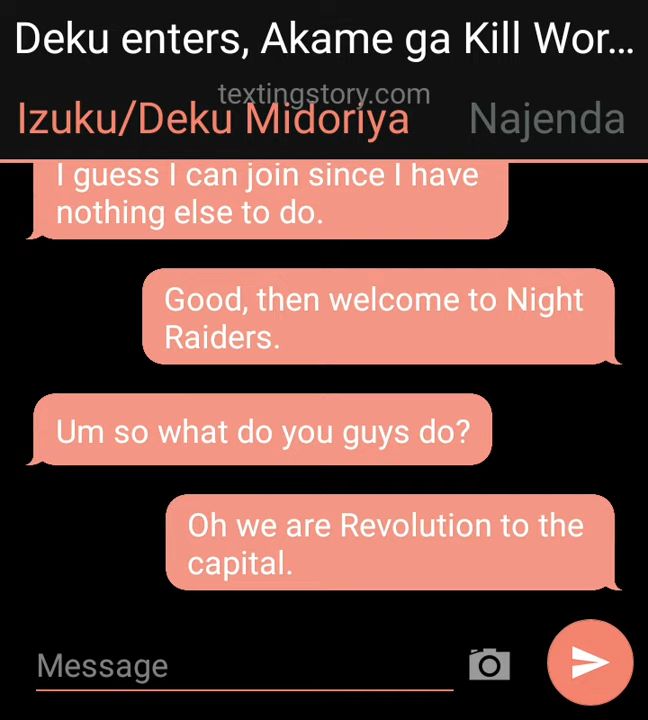 Deku enters, Akame ga Kill Wor...
textingstory.com
Izuku/Deku Midoriya
Najenda
I guess I can join since I have
nothing else to do.
Good, then welcome to Night
Raiders.
Um so what do you guys do?
Oh we are Revolution to the
capital.
Message